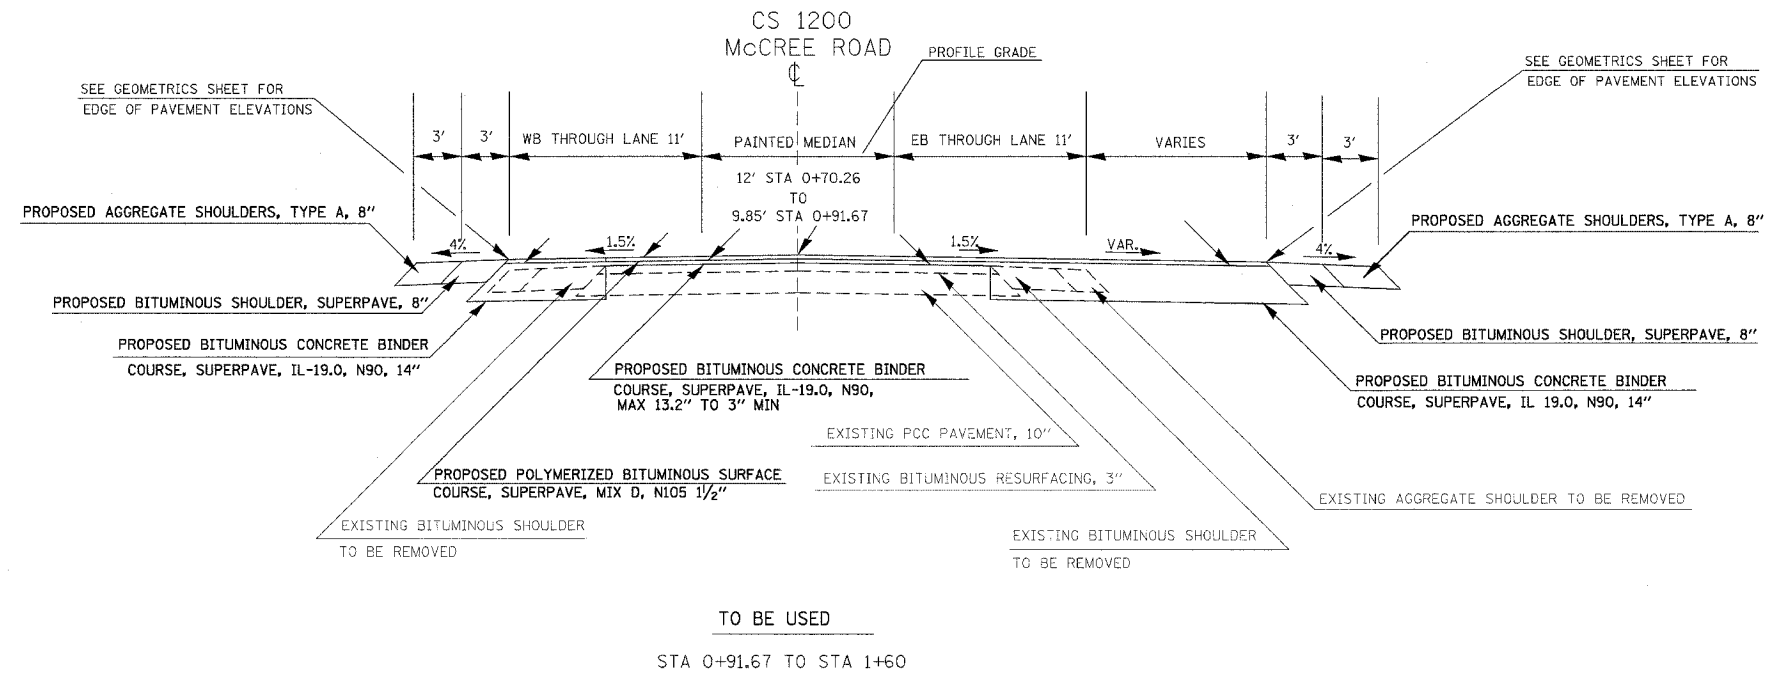 CS 1200
McCREE ROAD
℄
PROFILE GRADE
SEE GEOMETRICS SHEET FOR
EDGE OF PAVEMENT ELEVATIONS
SEE GEOMETRICS SHEET FOR
EDGE OF PAVEMENT ELEVATIONS
3'
3'
WB THROUGH LANE 11'
PAINTED MEDIAN
EB THROUGH LANE 11'
VARIES
3'
3'
12' STA 0+70.26
TO
9.85' STA 0+91.67
PROPOSED AGGREGATE SHOULDERS, TYPE A, 8"
PROPOSED AGGREGATE SHOULDERS, TYPE A, 8"
4%
1.5%
1.5%
VAR.
4%
PROPOSED BITUMINOUS SHOULDER, SUPERPAVE, 8"
PROPOSED BITUMINOUS SHOULDER, SUPERPAVE, 8"
PROPOSED BITUMINOUS CONCRETE BINDER
COURSE, SUPERPAVE, IL-19.0, N90, 14"
PROPOSED BITUMINOUS CONCRETE BINDER
COURSE, SUPERPAVE, IL-19.0, N90,
MAX 13.2" TO 3" MIN
PROPOSED BITUMINOUS CONCRETE BINDER
COURSE, SUPERPAVE, IL 19.0, N90, 14"
EXISTING PCC PAVEMENT, 10"
PROPOSED POLYMERIZED BITUMINOUS SURFACE
COURSE, SUPERPAVE, MIX D, N105 1½"
EXISTING BITUMINOUS RESURFACING, 3"
EXISTING AGGREGATE SHOULDER TO BE REMOVED
EXISTING BITUMINOUS SHOULDER
TO BE REMOVED
EXISTING BITUMINOUS SHOULDER
TO BE REMOVED
TO BE USED
STA 0+91.67 TO STA 1+60